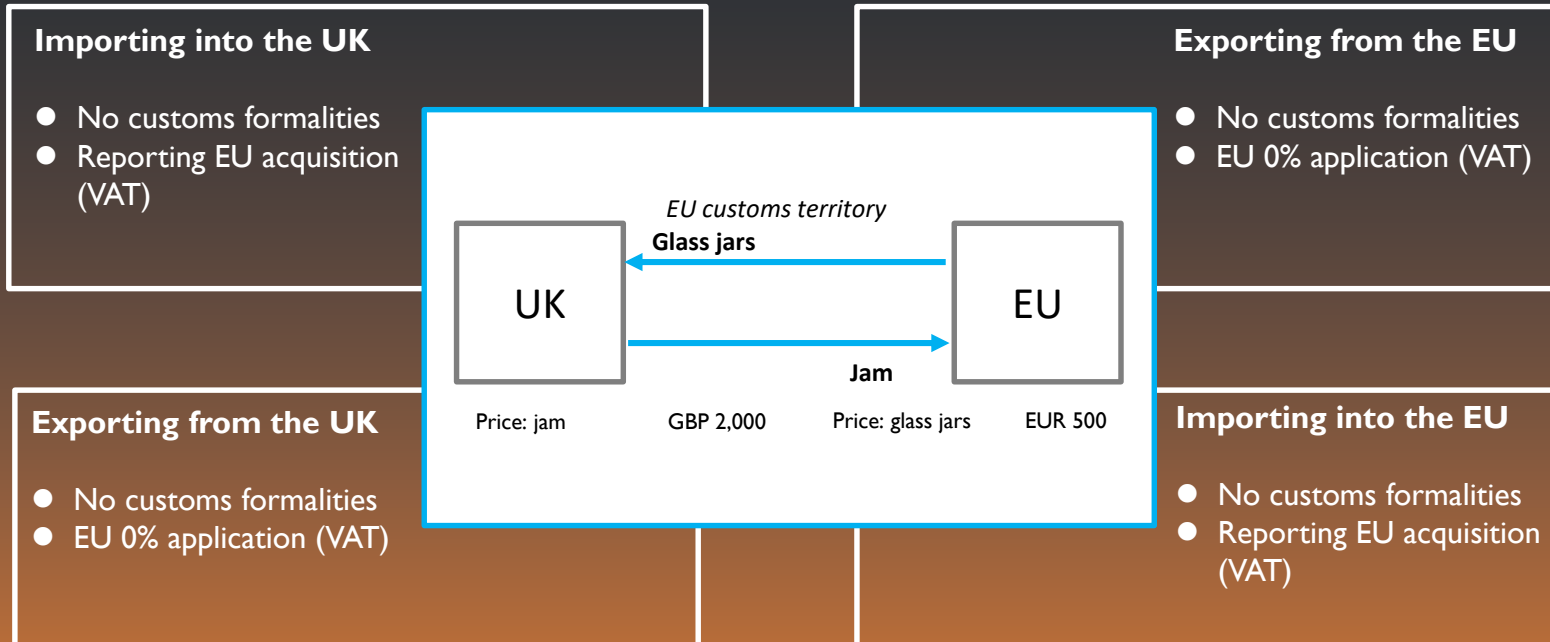 Importing into the UK
● No customs formalities
● Reporting EU acquisition
(VAT)
Exporting from the EU
● No customs formalities
● EU 0% application (VAT)
EU customs territory
Glass jars
UK
EU
Jam
Price: jam GBP 2,000 Price: glass jars EUR 500
Exporting from the UK
● No customs formalities
● EU 0% application (VAT)
Importing into the EU
● No customs formalities
● Reporting EU acquisition
(VAT)